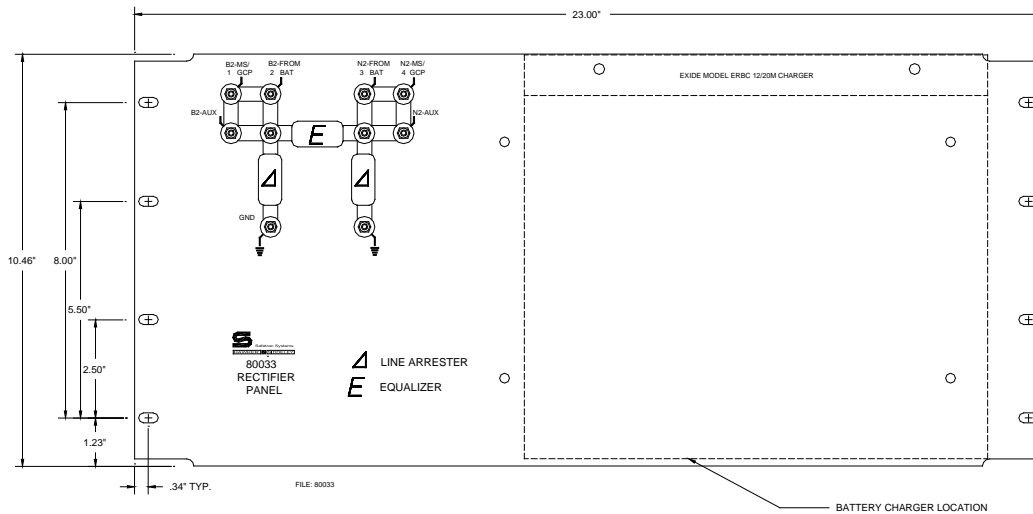 23.00"
B2-MS/
1 GCP
B2-FROM
2 BAT
N2-FROM
3 BAT
N2-MS/
4 GCP
EXIDE MODEL ERBC 12/20M CHARGER
B2-AUX
N2-AUX
E
GND
10.46"
8.00"
5.50"
2.50"
1.23"
.34" TYP.
S
Safetran Systems
80033
RECTIFIER
PANEL
LINE ARRESTER
E EQUALIZER
FILE: 80033
BATTERY CHARGER LOCATION